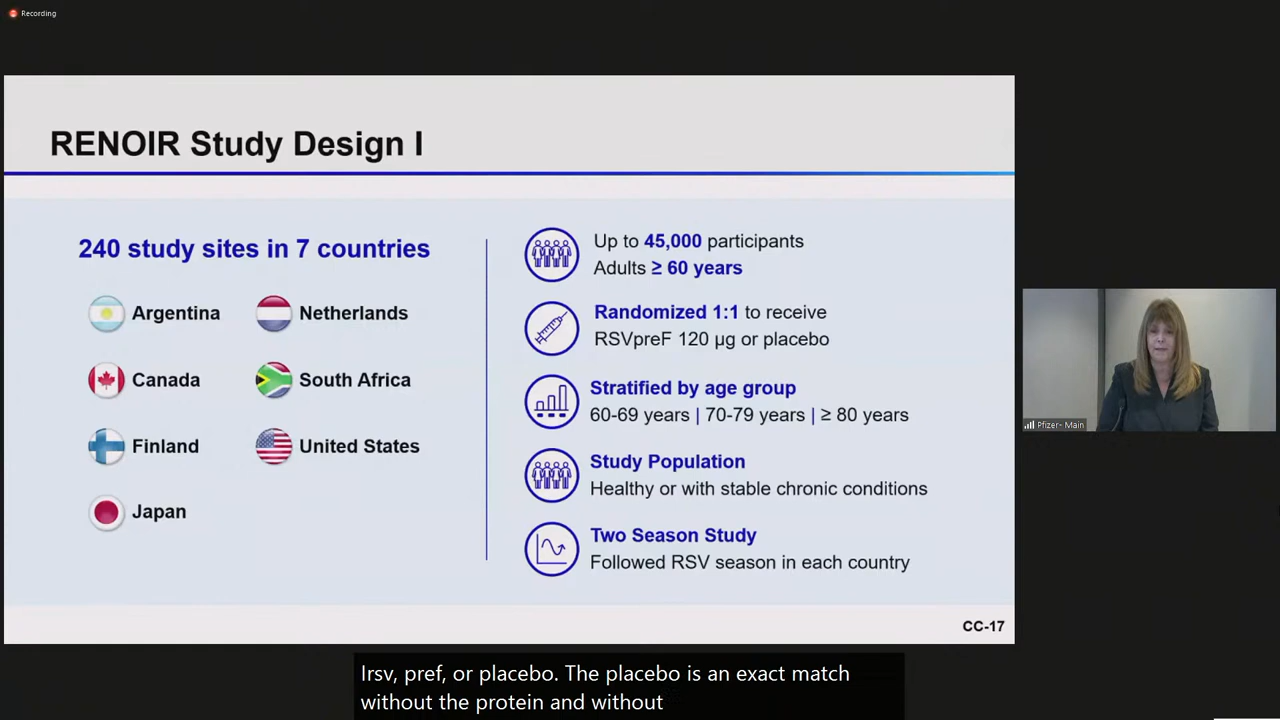 Recording
RENOIR Study Design I
240 study sites in 7 countries
Argentina
Netherlands
Canada
South Africa
Finland
United States
Japan
Up to 45,000 participants
Adults ≥ 60 years
Randomized 1:1 to receive
RSVpreF 120 µg or placebo
Stratified by age group
60-69 years | 70-79 years | ≥ 80 years
Study Population
Healthy or with stable chronic conditions
Two Season Study
Followed RSV season in each country
CC-17
Pfizer- Main
Irsv, pref, or placebo. The placebo is an exact match
without the protein and without